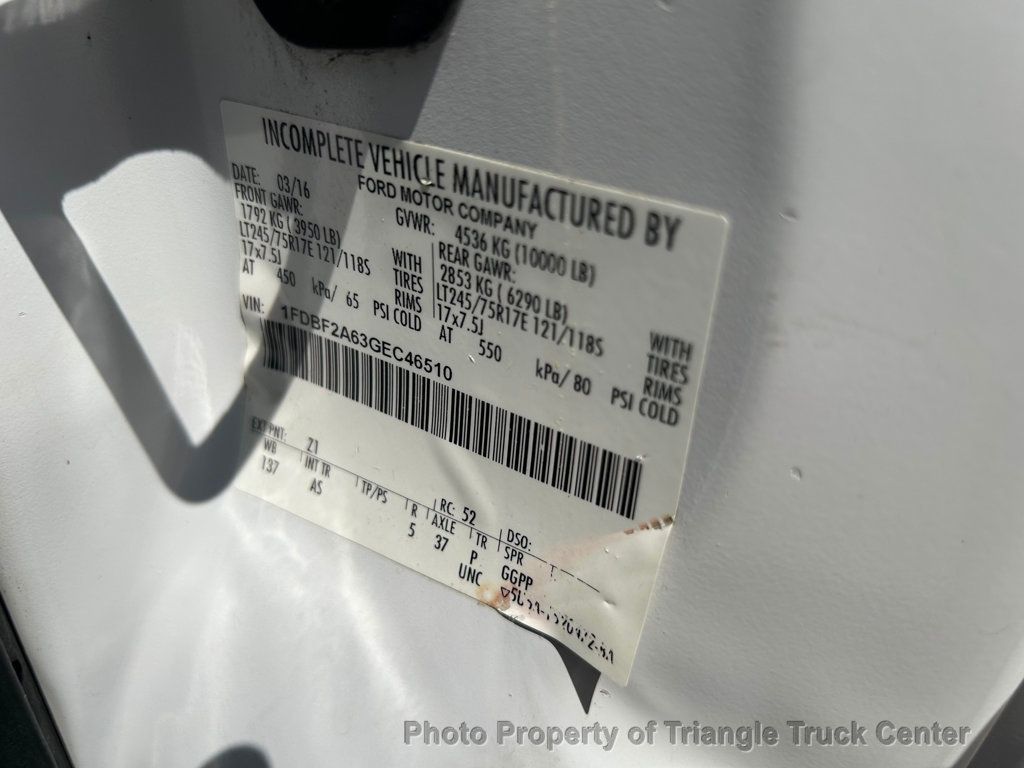 INCOMPLETE VEHICLE MANUFACTURED BY
FORD MOTOR COMPANY
DATE: 03/16 GVWR: 4536 KG (10000 LB)
FRONT GAWR: REAR GAWR:
1792 KG ( 3950 LB) WITH 2853 KG ( 6290 LB) WITH
LT245/75R17E 121/118S TIRES LT245/75R17E 121/118S TIRES
17x7.5J RIMS 17x7.5J RIMS
AT 450 kPa/ 65 PSI COLD AT 550 kPa/ 80 PSI COLD
VIN: 1FDBF2A63GEC46510
EXT PNT: Z1 RC: 52 DSO:
WB INT TR TP/PS R AXLE TR SPR
137 AS 5 37 P GGPP
UNC
Photo Property of Triangle Truck Center